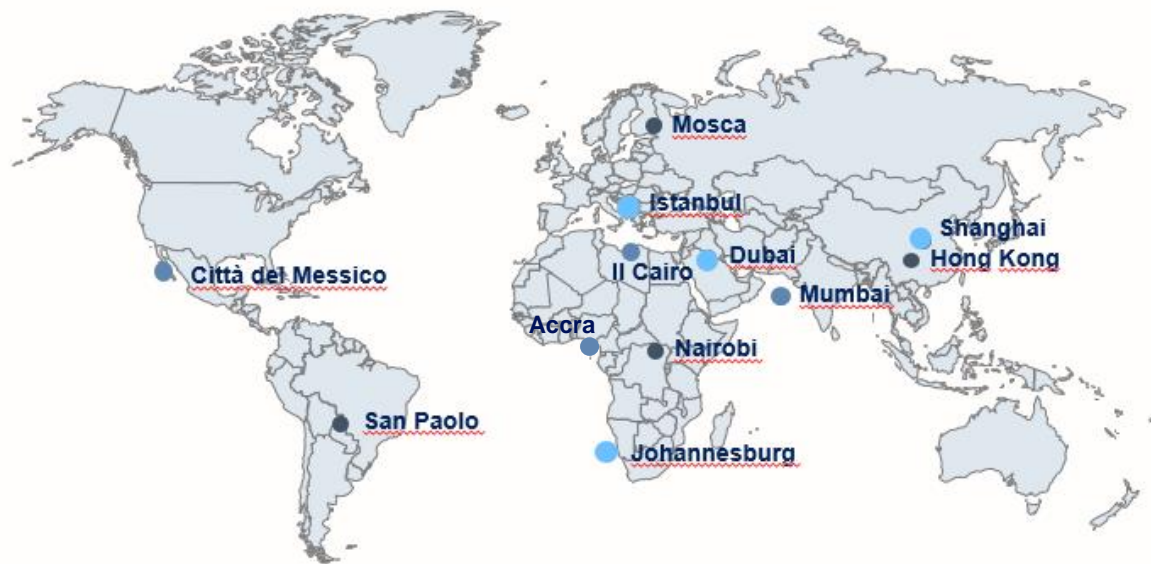 Mosca
Istanbul
Shanghai
Dubai
Hong Kong
Il Cairo
Città del Messico
Mumbai
Accra
Nairobi
San Paolo
Johannesburg